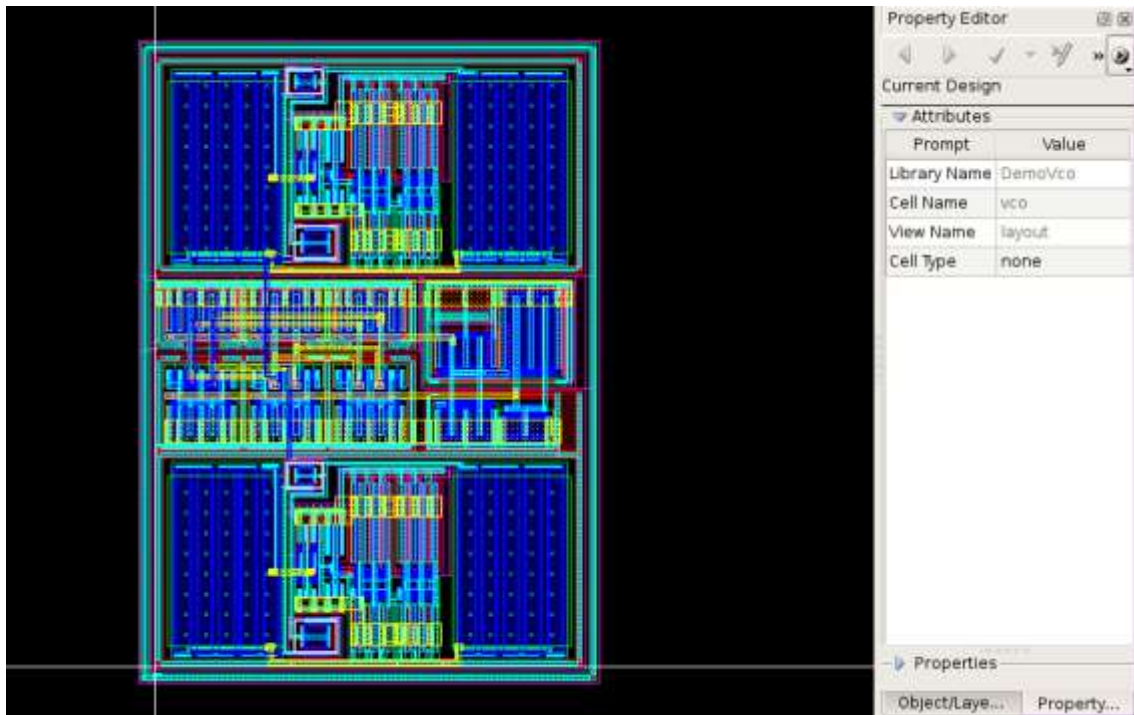 Property Editor
Current Design
Attributes
Prompt Value
Library Name DemoVco
Cell Name vco
View Name layout
Cell Type none
Properties
Object/Laye... Property...